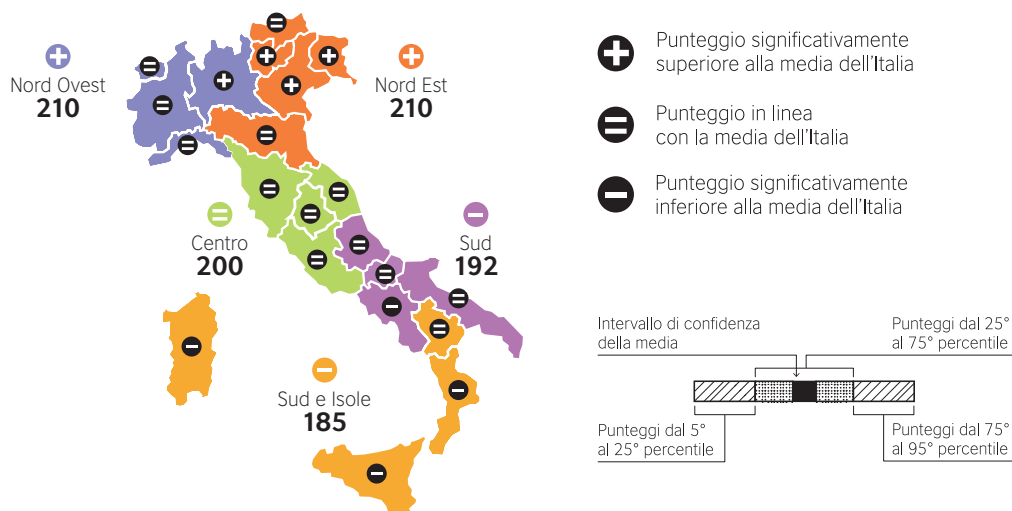 Nord Ovest
210
Nord Est
210
Centro
200
Sud
192
Sud e Isole
185
Punteggio significativamente
superiore alla media dell'Italia
Punteggio in linea
con la media dell'Italia
Punteggio significativamente
inferiore alla media dell'Italia
Intervallo di confidenza
della media
Punteggi dal 25°
al 75° percentile
Punteggi dal 5°
al 25° percentile
Punteggi dal 75°
al 95° percentile